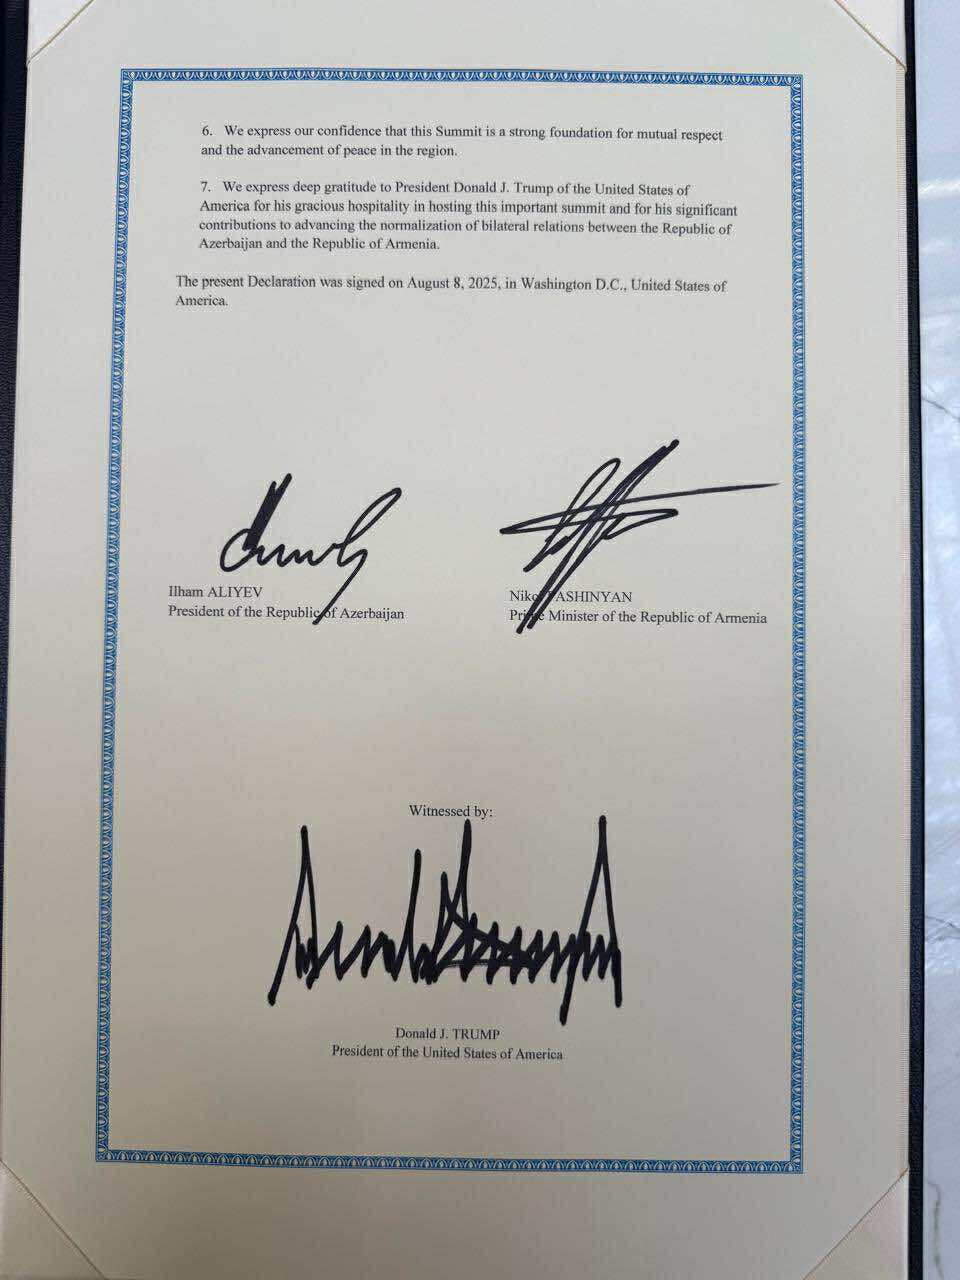 6. We express our confidence that this Summit is a strong foundation for mutual respect
and the advancement of peace in the region.
7. We express deep gratitude to President Donald J. Trump of the United States of
America for his gracious hospitality in hosting this important summit and for his significant
contributions to advancing the normalization of bilateral relations between the Republic of
Azerbaijan and the Republic of Armenia.
The present Declaration was signed on August 8, 2025, in Washington D.C., United States of
America.
Ilham ALIYEV
President of the Republic of Azerbaijan
Nikol PASHINYAN
Prime Minister of the Republic of Armenia
Witnessed by:
Donald J. TRUMP
President of the United States of America